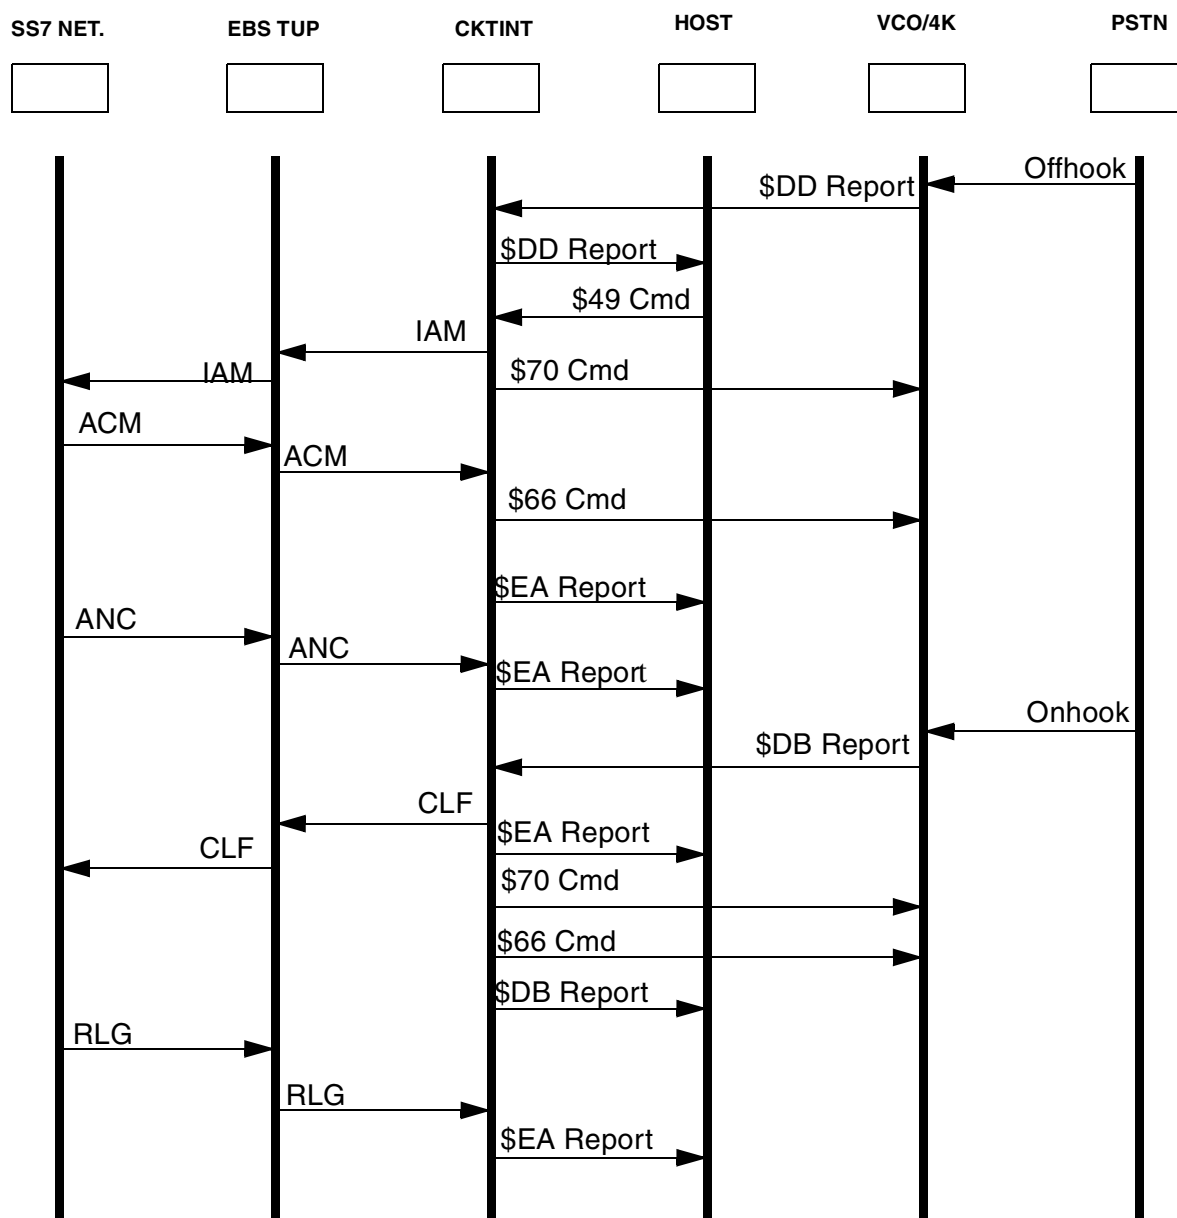 SS7 NET.
EBS TUP
CKTINT
HOST
VCO/4K
PSTN
Offhook
$DD Report
$DD Report
$49 Cmd
IAM
IAM
$70 Cmd
ACM
ACM
$66 Cmd
$EA Report
ANC
ANC
$EA Report
Onhook
$DB Report
CLF
$EA Report
CLF
$70 Cmd
$66 Cmd
$DB Report
RLG
RLG
$EA Report